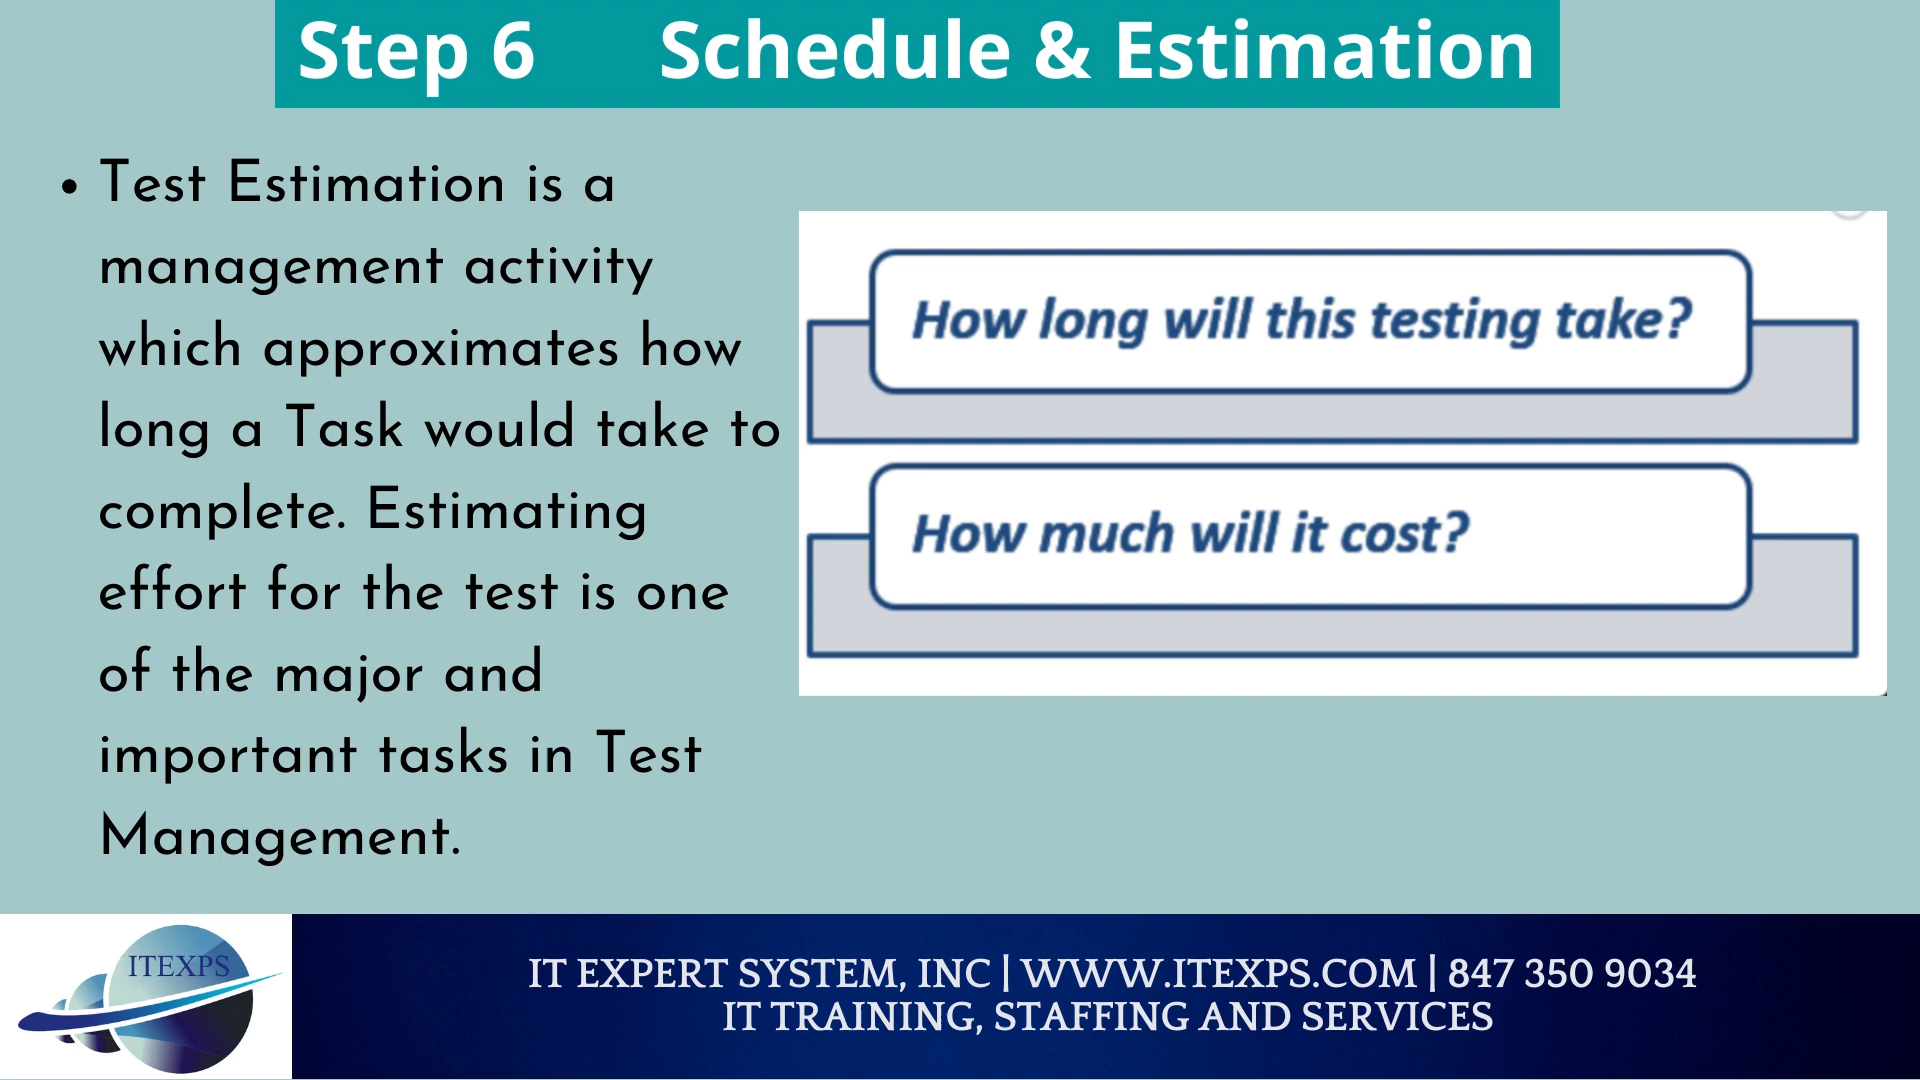 Step 6 Schedule & Estimation
• Test Estimation is a
management activity
which approximates how
long a Task would take to
complete. Estimating
effort for the test is one
of the major and
important tasks in Test
Management.
How long will this testing take?
How much will it cost?
ITEXPS
IT EXPERT SYSTEM, INC | WWW.ITEXPS.COM | 847 350 9034
IT TRAINING, STAFFING AND SERVICES